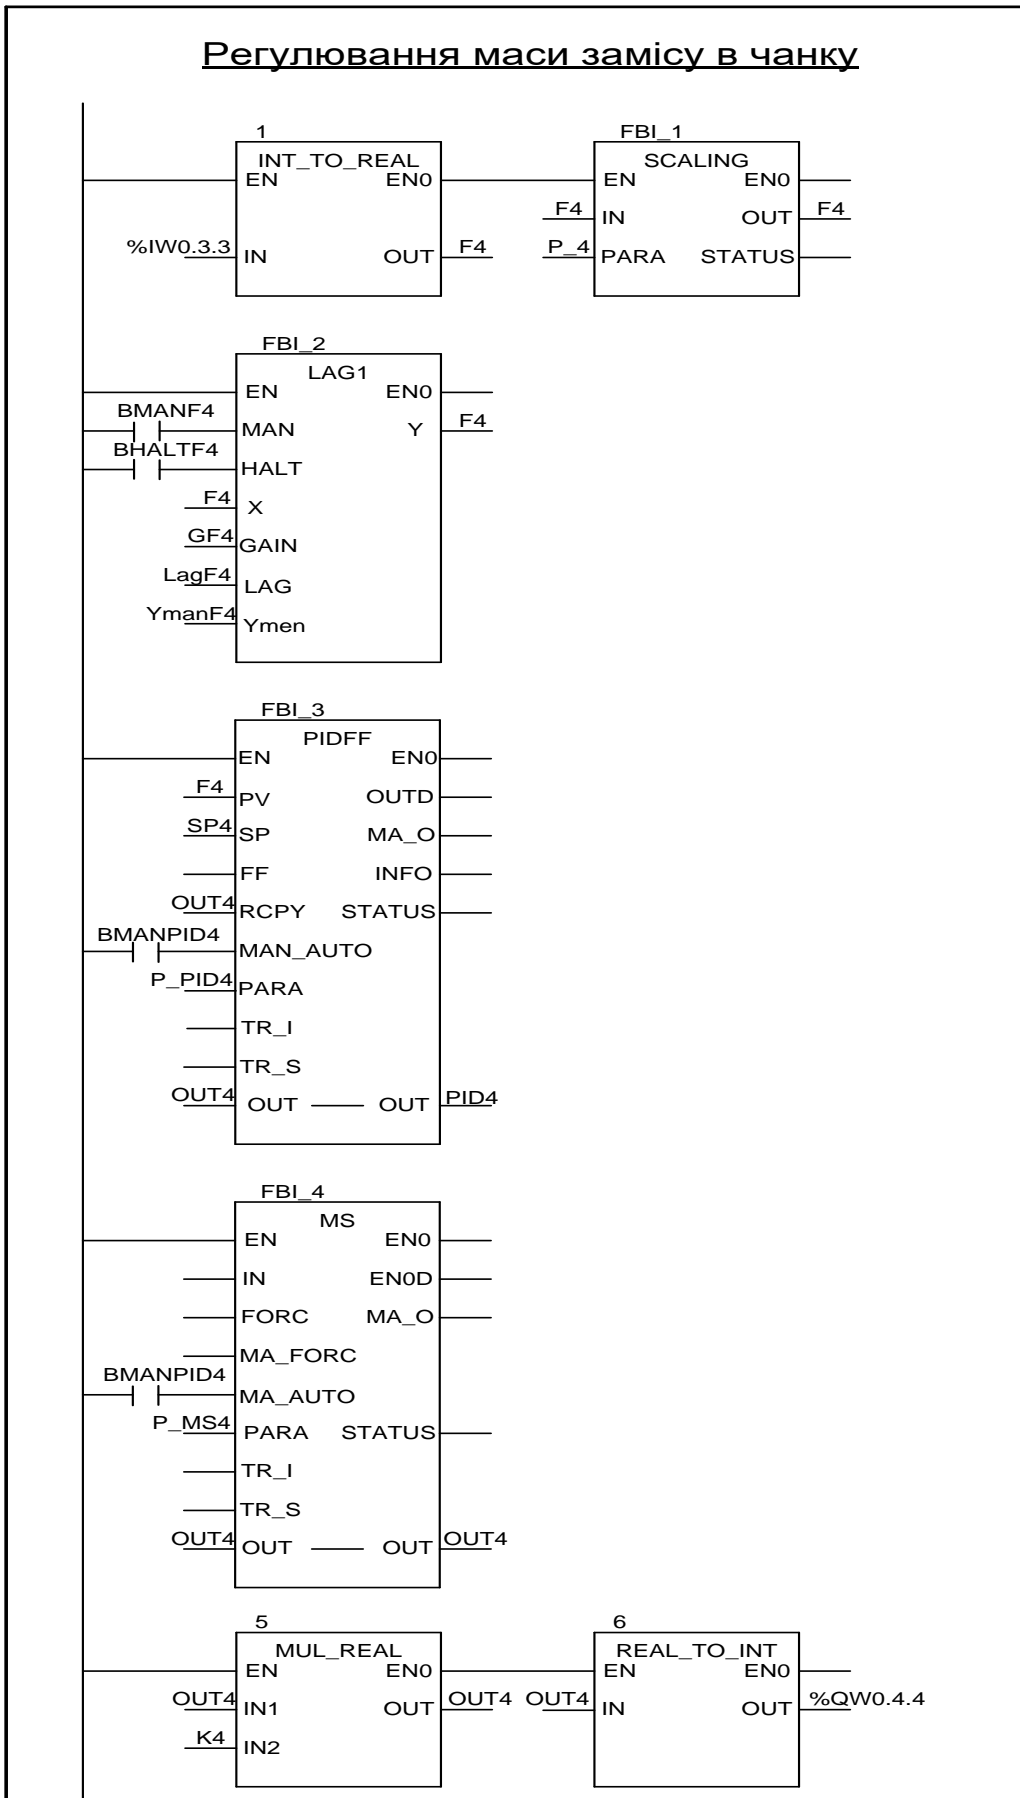 Регулювання маси замісу в чанку
1 FBI_1
INT_TO_REAL SCALING
EN EN0 EN EN0
F4 IN OUT F4
%IW0.3.3 IN OUT F4 P_4 PARA STATUS
FBI_2
LAG1
EN EN0
BMANF4 MAN Y F4
BHALTF4 HALT
F4 X
GF4 GAIN
LagF4 LAG
YmanF4 Ymen
FBI_3
PIDFF
EN EN0
F4 PV OUTD
SP4 SP MA_O
FF INFO
OUT4 RCPY STATUS
BMANPID4 MAN_AUTO
P_PID4 PARA
TR_I
TR_S
OUT4 OUT OUT PID4
FBI_4
MS
EN EN0
IN EN0D
FORC MA_O
MA_FORC
BMANPID4 MA_AUTO
P_MS4 PARA STATUS
TR_I
TR_S
OUT4 OUT OUT OUT4
5 6
MUL_REAL REAL_TO_INT
EN EN0 EN EN0
OUT4 IN1 OUT OUT4 OUT4 IN OUT %QW0.4.4
K4 IN2